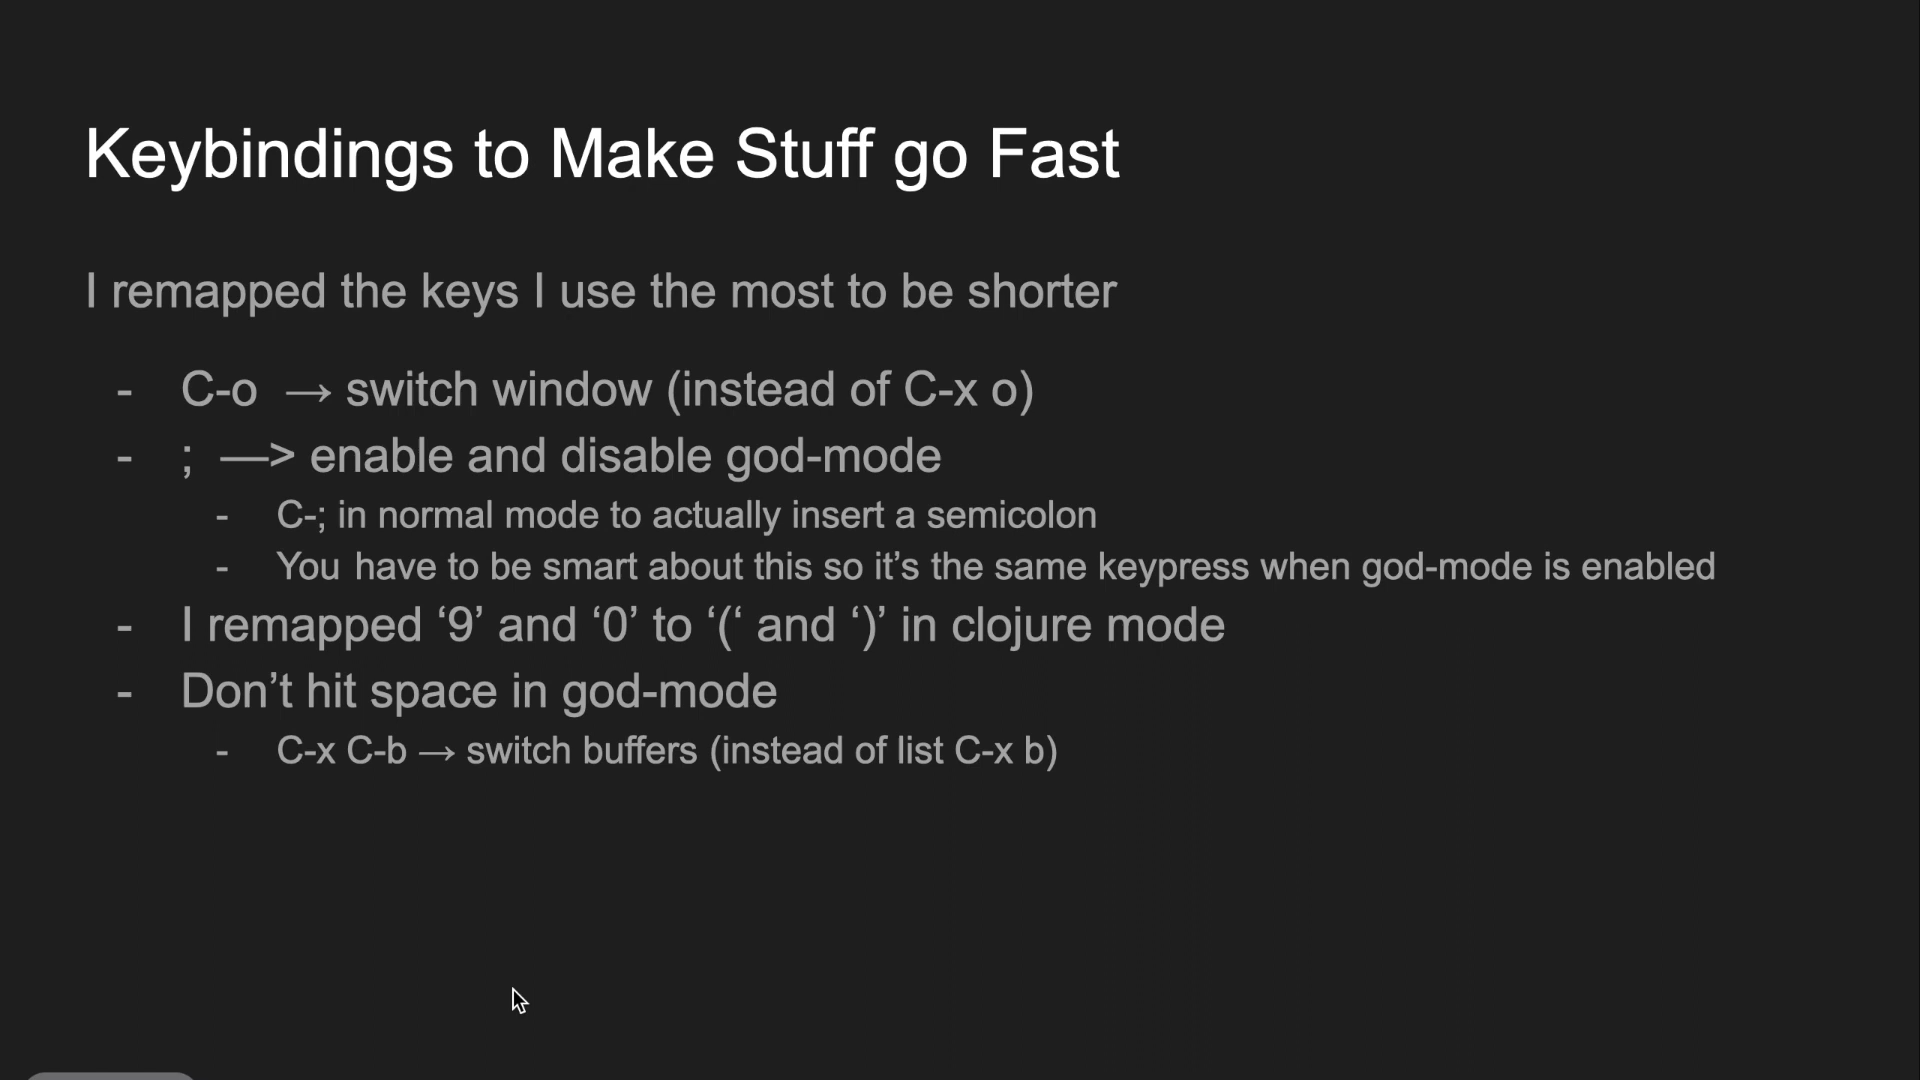 Keybindings to Make Stuff go Fast
I remapped the keys I use the most to be shorter
- C-o → switch window (instead of C-x o)
- ; —> enable and disable god-mode
- C-; in normal mode to actually insert a semicolon
- You have to be smart about this so it’s the same keypress when god-mode is enabled
- I remapped ‘9’ and ‘0’ to ‘(‘ and ‘)’ in clojure mode
- Don’t hit space in god-mode
- C-x C-b → switch buffers (instead of list C-x b)